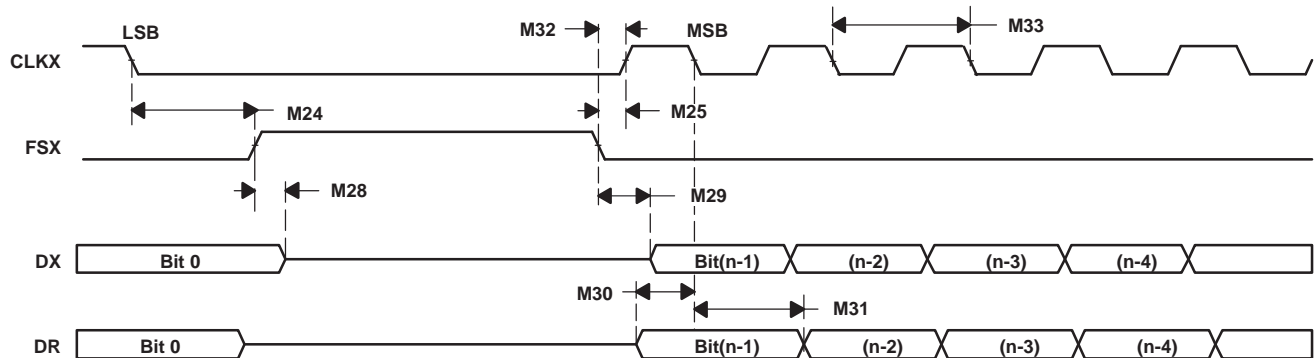 LSB M32 MSB M33
CLKX
M24 M25
FSX
M28 M29
DX Bit 0 Bit(n-1) (n-2) (n-3) (n-4)
M30 M31
DR Bit 0 Bit(n-1) (n-2) (n-3) (n-4)